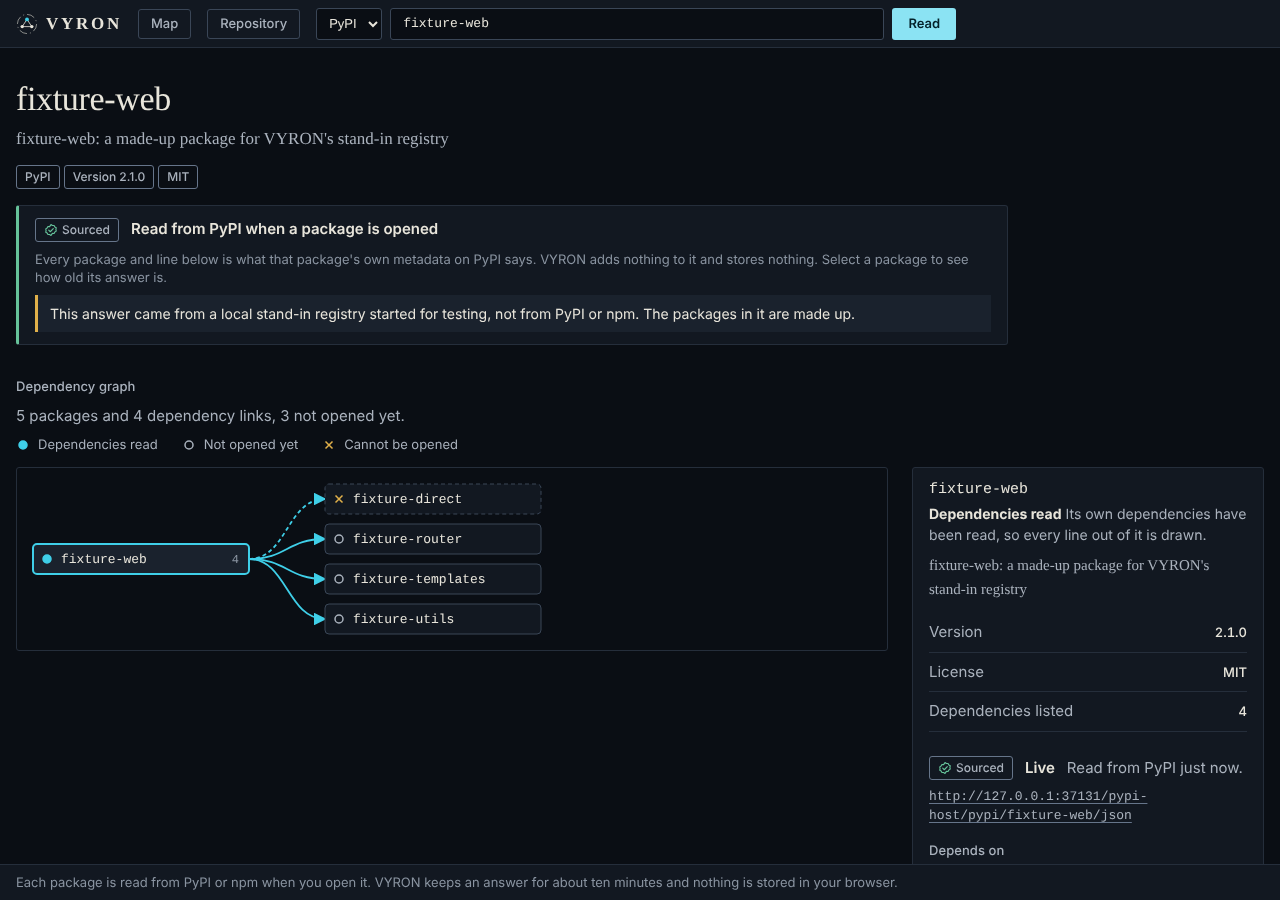 VYRON Map Repository PyPI fixture-web Read
fixture-web
fixture-web: a made-up package for VYRON's stand-in registry
PyPI Version 2.1.0 MIT
Sourced Read from PyPI when a package is opened
Every package and line below is what that package's own metadata on PyPI says. VYRON adds nothing to it and stores nothing. Select a package to see
how old its answer is.
This answer came from a local stand-in registry started for testing, not from PyPI or npm. The packages in it are made up.
Dependency graph
5 packages and 4 dependency links, 3 not opened yet.
Dependencies read Not opened yet Cannot be opened
fixture-web 4
fixture-direct
fixture-router
fixture-templates
fixture-utils
fixture-web
Dependencies read Its own dependencies have
been read, so every line out of it is drawn.
fixture-web: a made-up package for VYRON's
stand-in registry
Version 2.1.0
License MIT
Dependencies listed 4
Sourced Live Read from PyPI just now.
http://127.0.0.1:37131/pypi-
host/pypi/fixture-web/json
Depends on
Each package is read from PyPI or npm when you open it. VYRON keeps an answer for about ten minutes and nothing is stored in your browser.